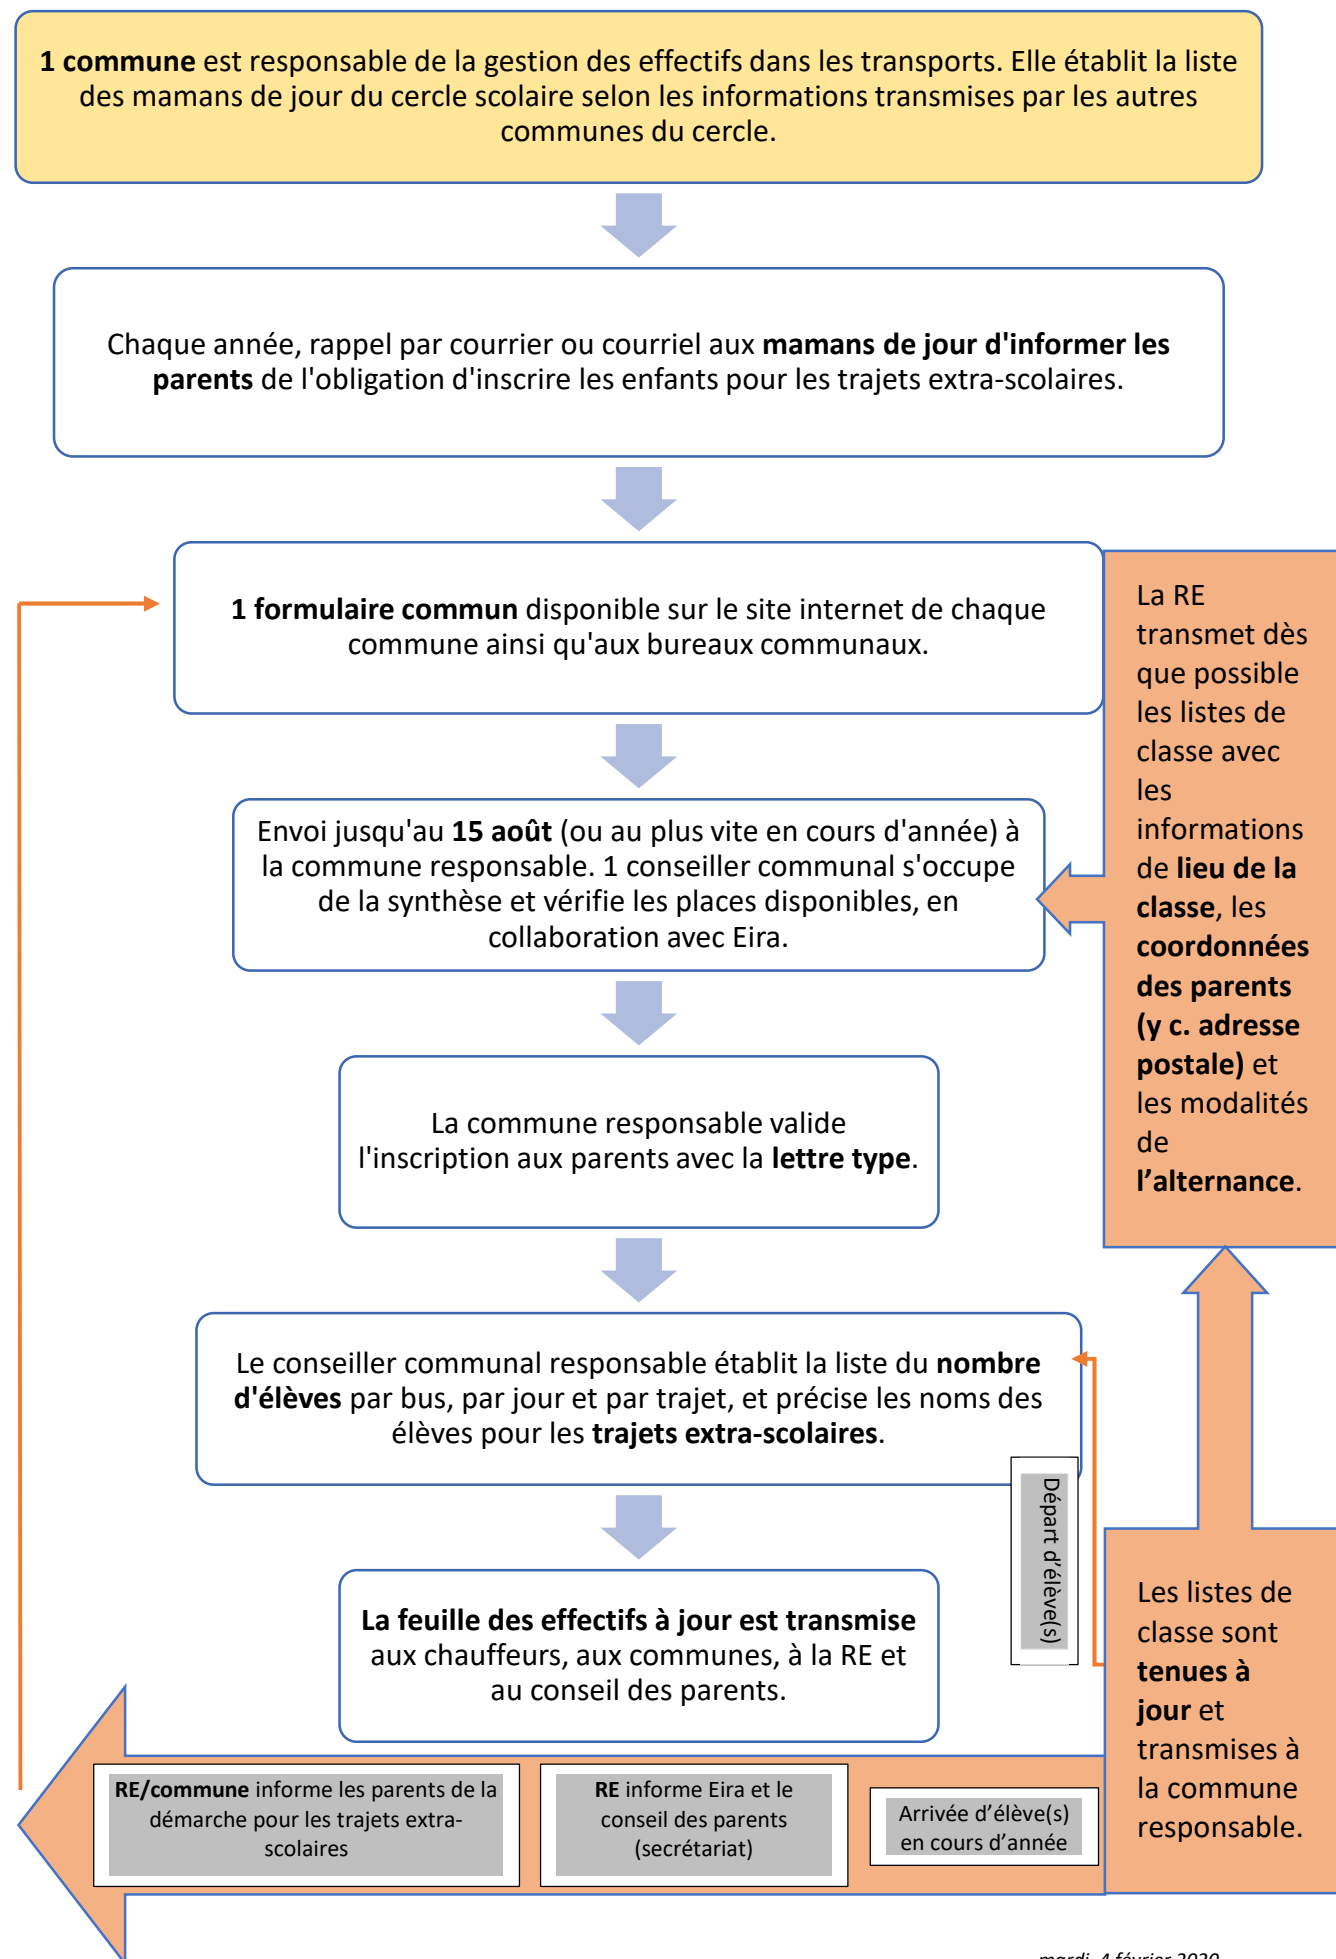 1 commune est responsable de la gestion des effectifs dans les transports. Elle établit la liste
des mamans de jour du cercle scolaire selon les informations transmises par les autres
communes du cercle.
Chaque année, rappel par courrier ou courriel aux mamans de jour d'informer les
parents de l'obligation d'inscrire les enfants pour les trajets extra-scolaires.
1 formulaire commun disponible sur le site internet de chaque
commune ainsi qu'aux bureaux communaux.
La RE
transmet dès
que possible
les listes de
classe avec
les
informations
de lieu de la
classe, les
coordonnées
des parents
(y c. adresse
postale) et
les modalités
de
l’alternance.
Envoi jusqu'au 15 août (ou au plus vite en cours d'année) à
la commune responsable. 1 conseiller communal s'occupe
de la synthèse et vérifie les places disponibles, en
collaboration avec Eira.
La commune responsable valide
l'inscription aux parents avec la lettre type.
Le conseiller communal responsable établit la liste du nombre
d'élèves par bus, par jour et par trajet, et précise les noms des
élèves pour les trajets extra-scolaires.
Départ d’élève(s)
La feuille des effectifs à jour est transmise
aux chauffeurs, aux communes, à la RE et
au conseil des parents.
Les listes de
classe sont
tenues à
jour et
transmises à
la commune
responsable.
RE/commune informe les parents de la
démarche pour les trajets extra-
scolaires
RE informe Eira et le
conseil des parents
(secrétariat)
Arrivée d’élève(s)
en cours d’année
mardi, 4 février 2020